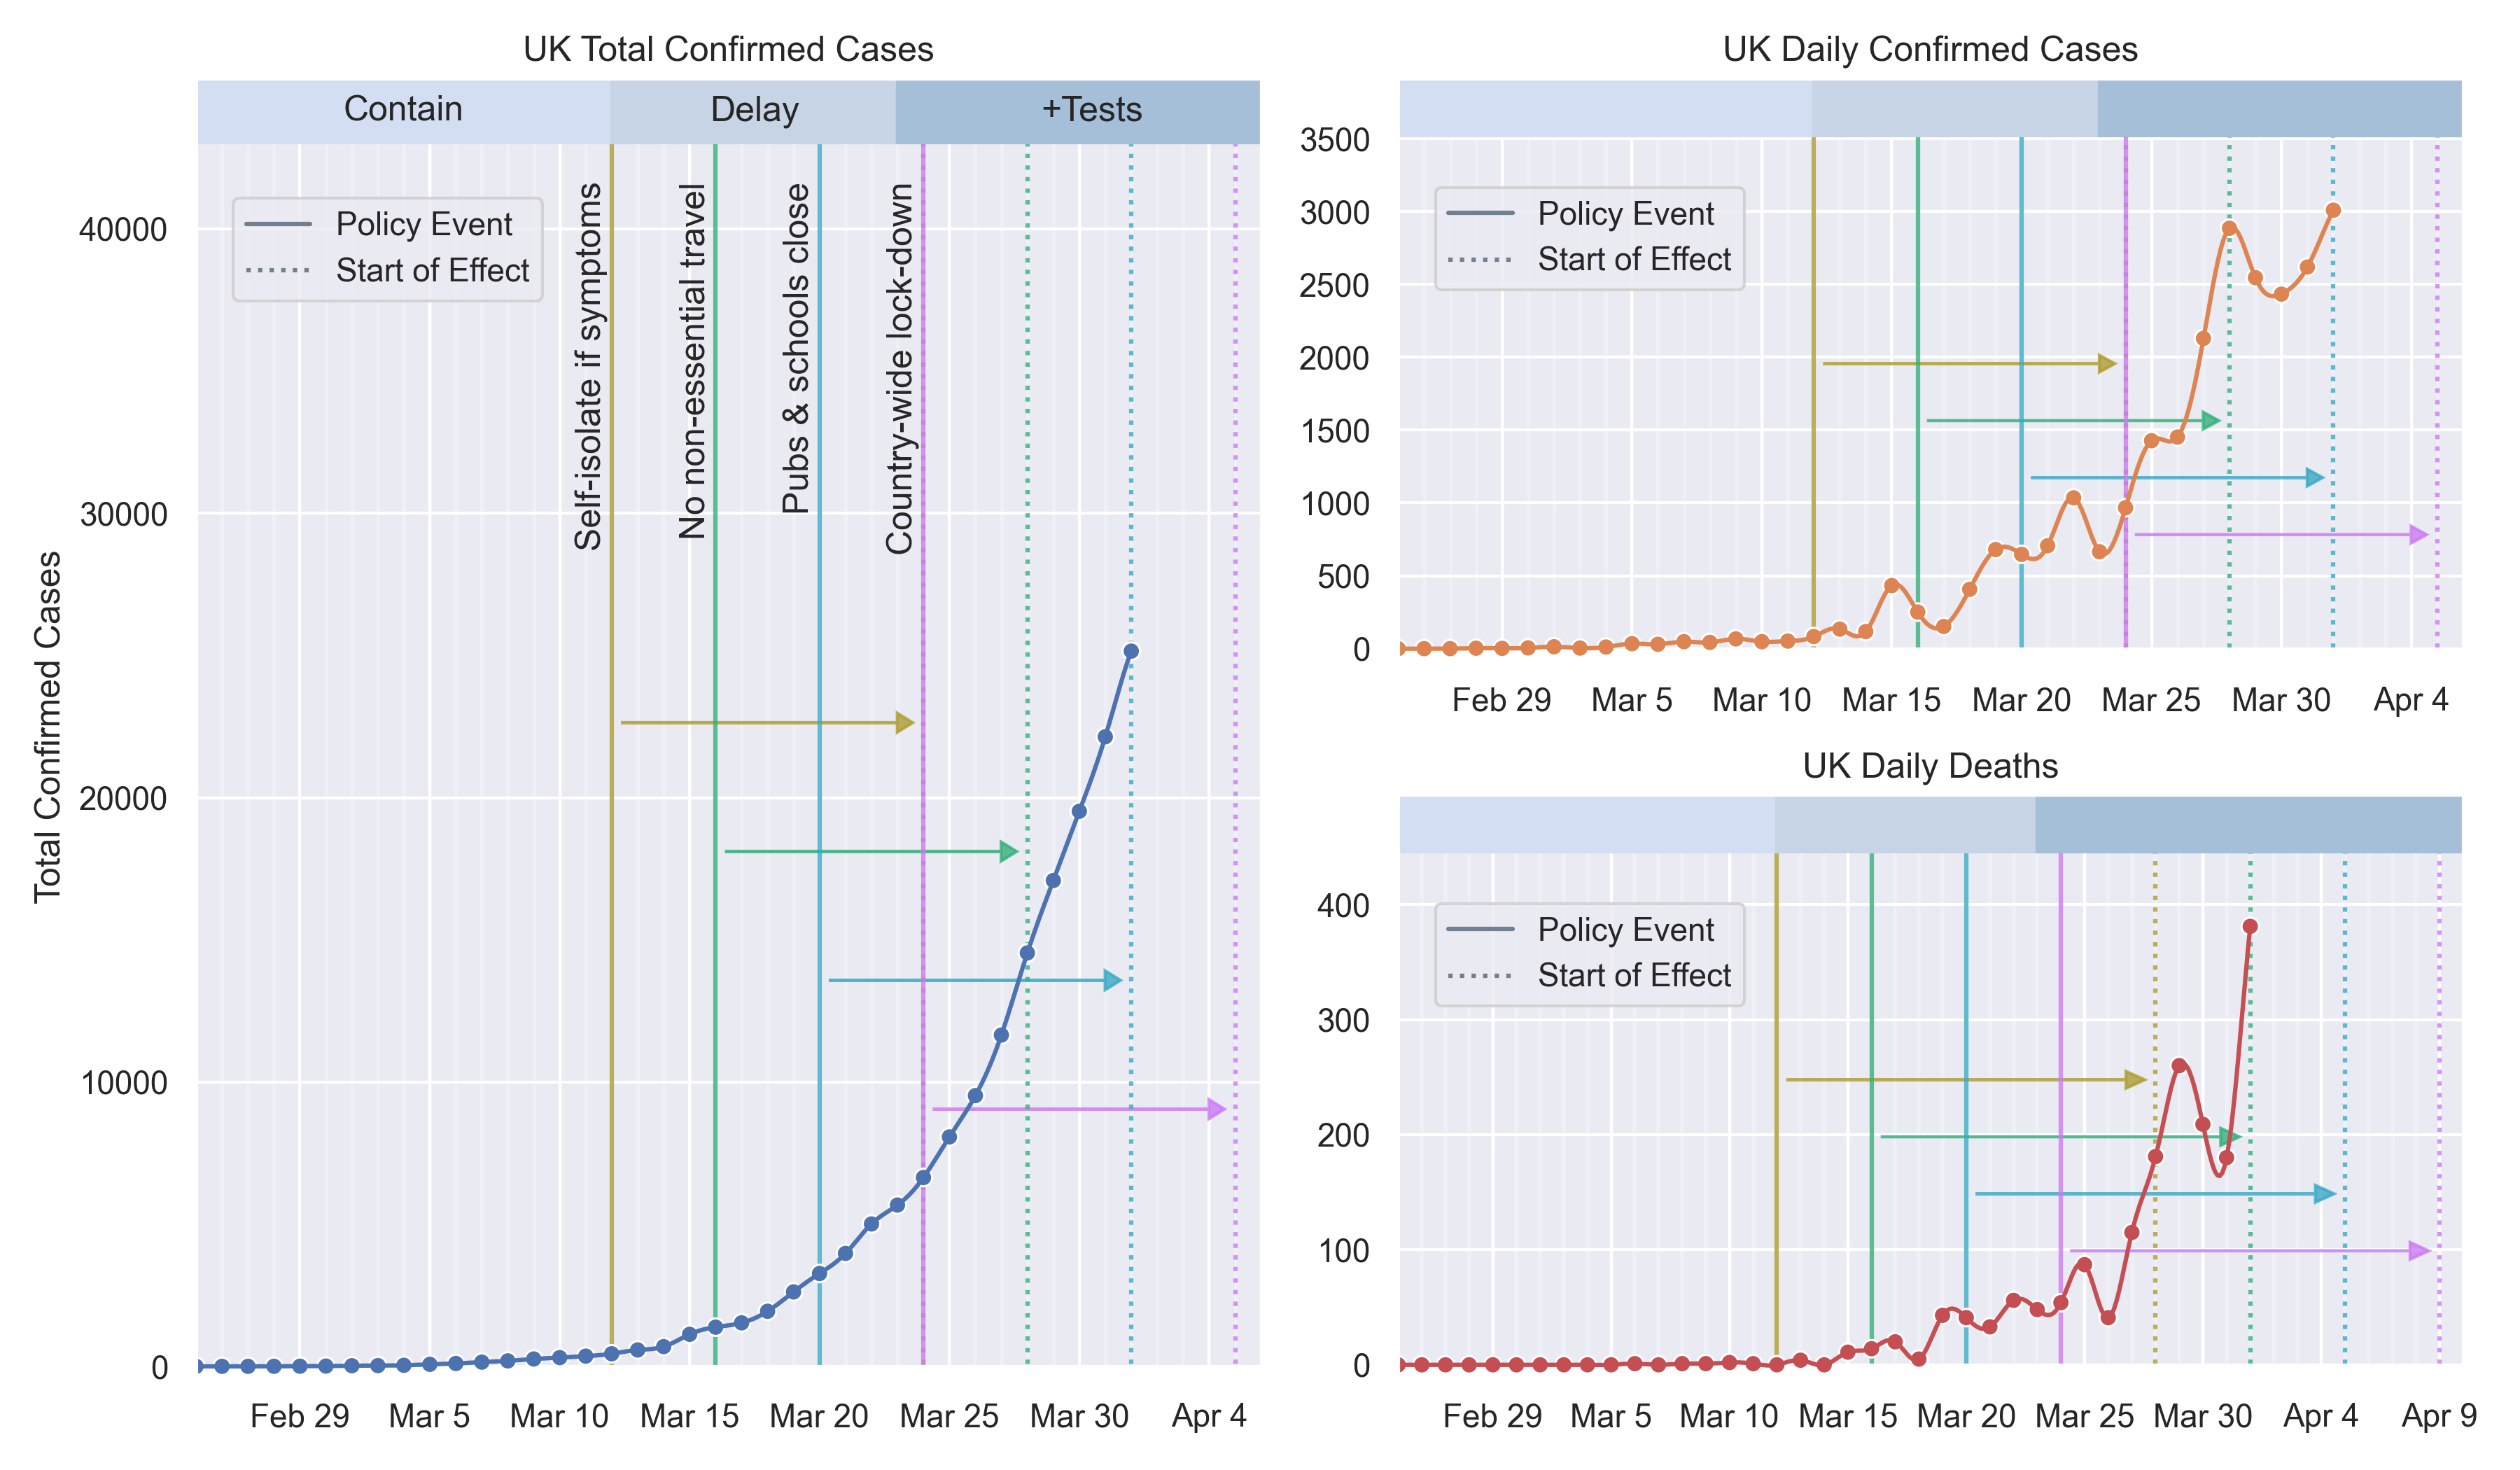 UK Total Confirmed Cases
Contain
Delay
+Tests
Policy Event
Start of Effect
Self-isolate if symptoms
No non-essential travel
Pubs & schools close
Country-wide lock-down
Total Confirmed Cases
40000
30000
20000
10000
0
Feb 29
Mar 5
Mar 10
Mar 15
Mar 20
Mar 25
Mar 30
Apr 4
UK Daily Confirmed Cases
Policy Event
Start of Effect
3500
3000
2500
2000
1500
1000
500
0
Feb 29
Mar 5
Mar 10
Mar 15
Mar 20
Mar 25
Mar 30
Apr 4
UK Daily Deaths
Policy Event
Start of Effect
400
300
200
100
0
Feb 29
Mar 5
Mar 10
Mar 15
Mar 20
Mar 25
Mar 30
Apr 4
Apr 9